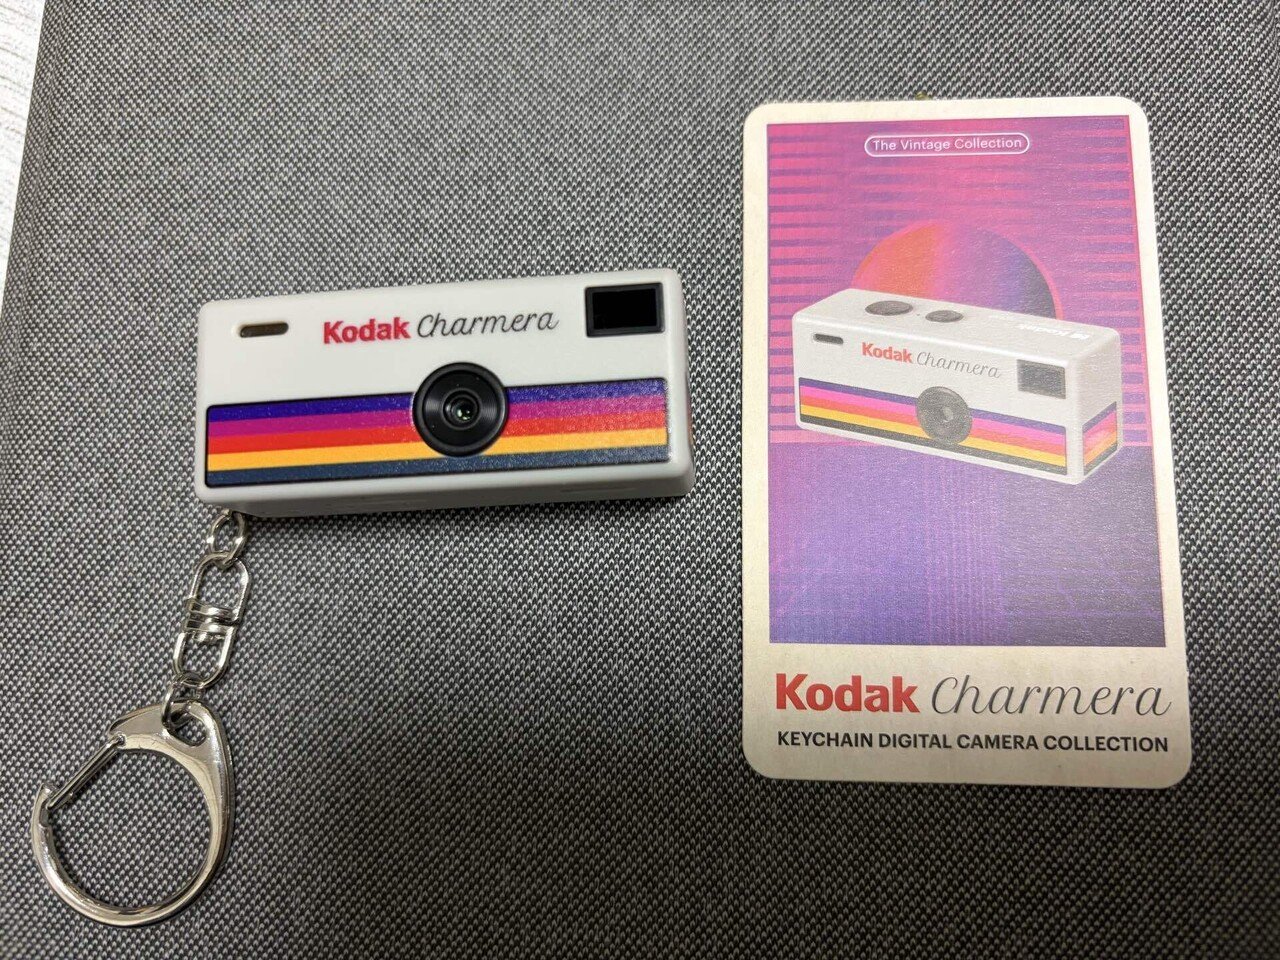 Kodak Charmera
The Vintage Collection
Kodak Charmera
Kodak Charmera
KEYCHAIN DIGITAL CAMERA COLLECTION